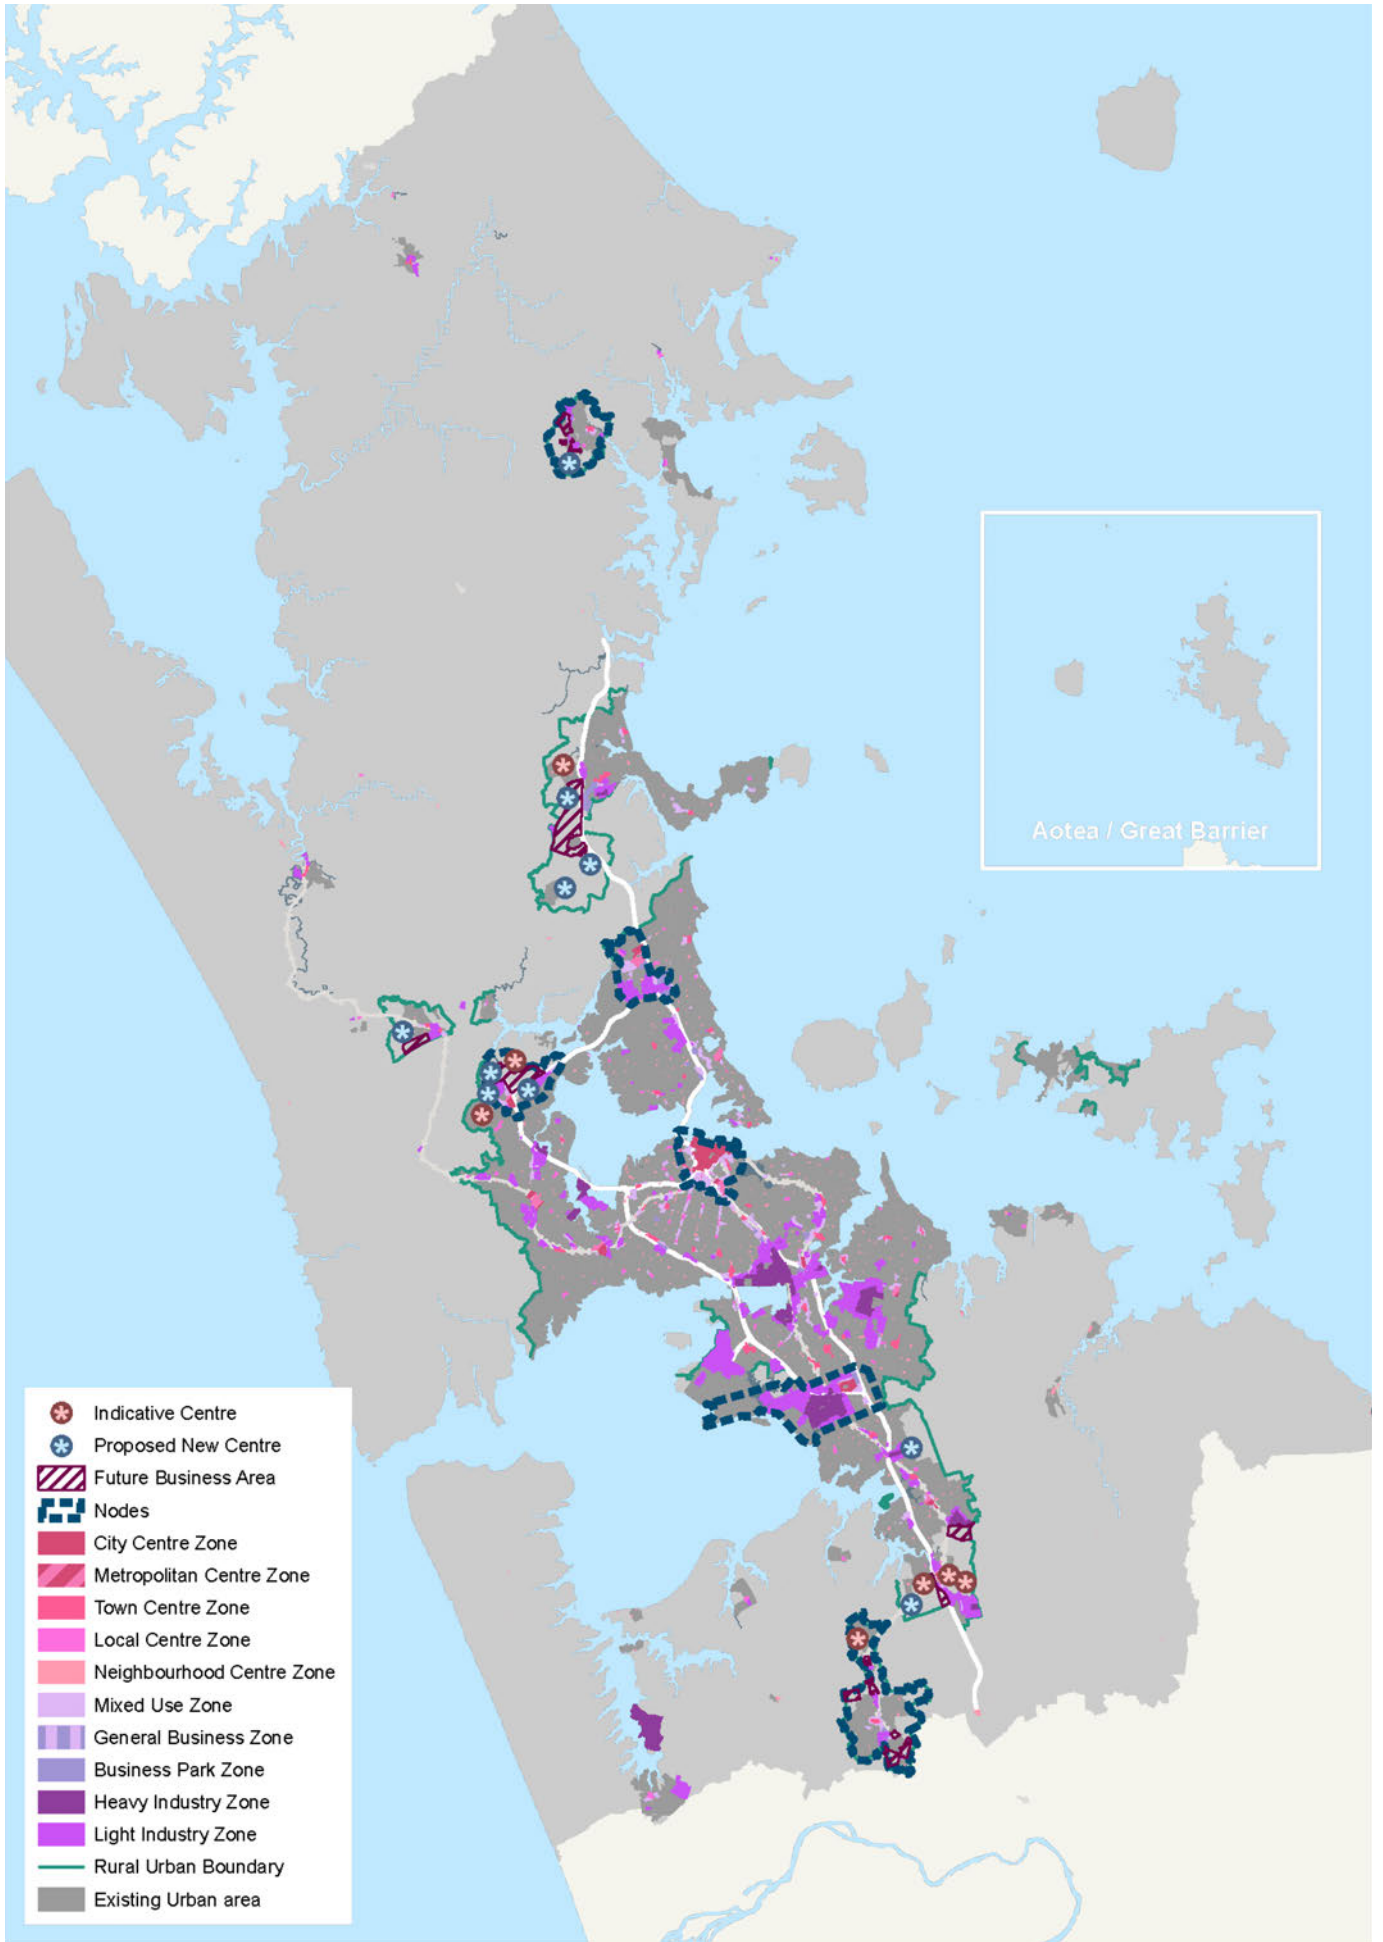 Aotea / Great Barrier
Indicative Centre
Proposed New Centre
Future Business Area
Nodes
City Centre Zone
Metropolitan Centre Zone
Town Centre Zone
Local Centre Zone
Neighbourhood Centre Zone
Mixed Use Zone
General Business Zone
Business Park Zone
Heavy Industry Zone
Light Industry Zone
Rural Urban Boundary
Existing Urban area